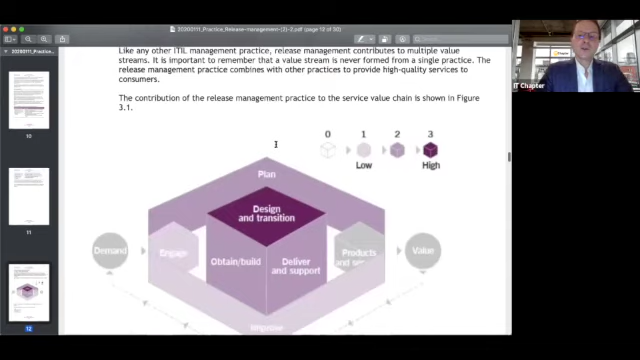 20200111_Practice_Release-management-(3)-2.pdf (page 12 of 50)
Like any other ITIL management practice, release management contributes to multiple value
streams. It is important to remember that a value stream is never formed from a single practice. The
release management practice combines with other practices to provide high-quality services to
consumers.
The contribution of the release management practice to the service value chain is shown in Figure
3.1.
0 1 2 3
Low High
Plan
Design
and transition
Demand Engage Obtain/build Deliver
and support Products
and Value
10
11
12
IT Chapter